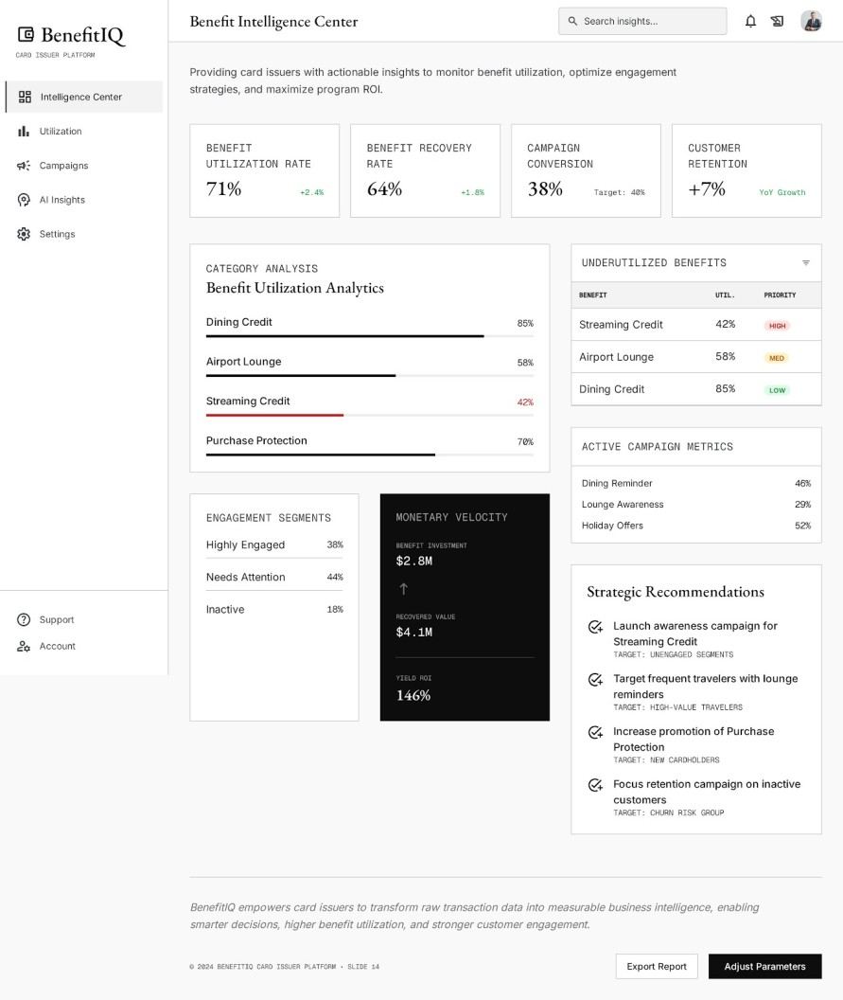 BenefitIQ
CARD ISSUER PLATFORM
Intelligence Center
Utilization
Campaigns
AI Insights
Settings
Support
Account
Benefit Intelligence Center
Search insights...
Providing card issuers with actionable insights to monitor benefit utilization, optimize engagement
strategies, and maximize program ROI.
BENEFIT
UTILIZATION RATE
71%
+2.4%
BENEFIT RECOVERY
RATE
64%
+1.8%
CAMPAIGN
CONVERSION
38%
Target: 40%
CUSTOMER
RETENTION
+7%
YoY Growth
CATEGORY ANALYSIS
Benefit Utilization Analytics
Dining Credit 85%
Airport Lounge 58%
Streaming Credit 42%
Purchase Protection 70%
ENGAGEMENT SEGMENTS
Highly Engaged 38%
Needs Attention 44%
Inactive 18%
MONETARY VELOCITY
BENEFIT INVESTMENT
$2.8M
RECOVERED VALUE
$4.1M
YIELD ROI
146%
UNDERUTILIZED BENEFITS
BENEFIT UTIL. PRIORITY
Streaming Credit 42% HIGH
Airport Lounge 58% MED
Dining Credit 85% LOW
ACTIVE CAMPAIGN METRICS
Dining Reminder 46%
Lounge Awareness 29%
Holiday Offers 52%
Strategic Recommendations
Launch awareness campaign for
Streaming Credit
TARGET: UNENGAGED SEGMENTS
Target frequent travelers with lounge
reminders
TARGET: HIGH-VALUE TRAVELERS
Increase promotion of Purchase
Protection
TARGET: NEW CARDHOLDERS
Focus retention campaign on inactive
customers
TARGET: CHURN RISK GROUP
BenefitIQ empowers card issuers to transform raw transaction data into measurable business intelligence, enabling
smarter decisions, higher benefit utilization, and stronger customer engagement.
© 2024 BENEFITIQ CARD ISSUER PLATFORM • SLIDE 14
Export Report
Adjust Parameters